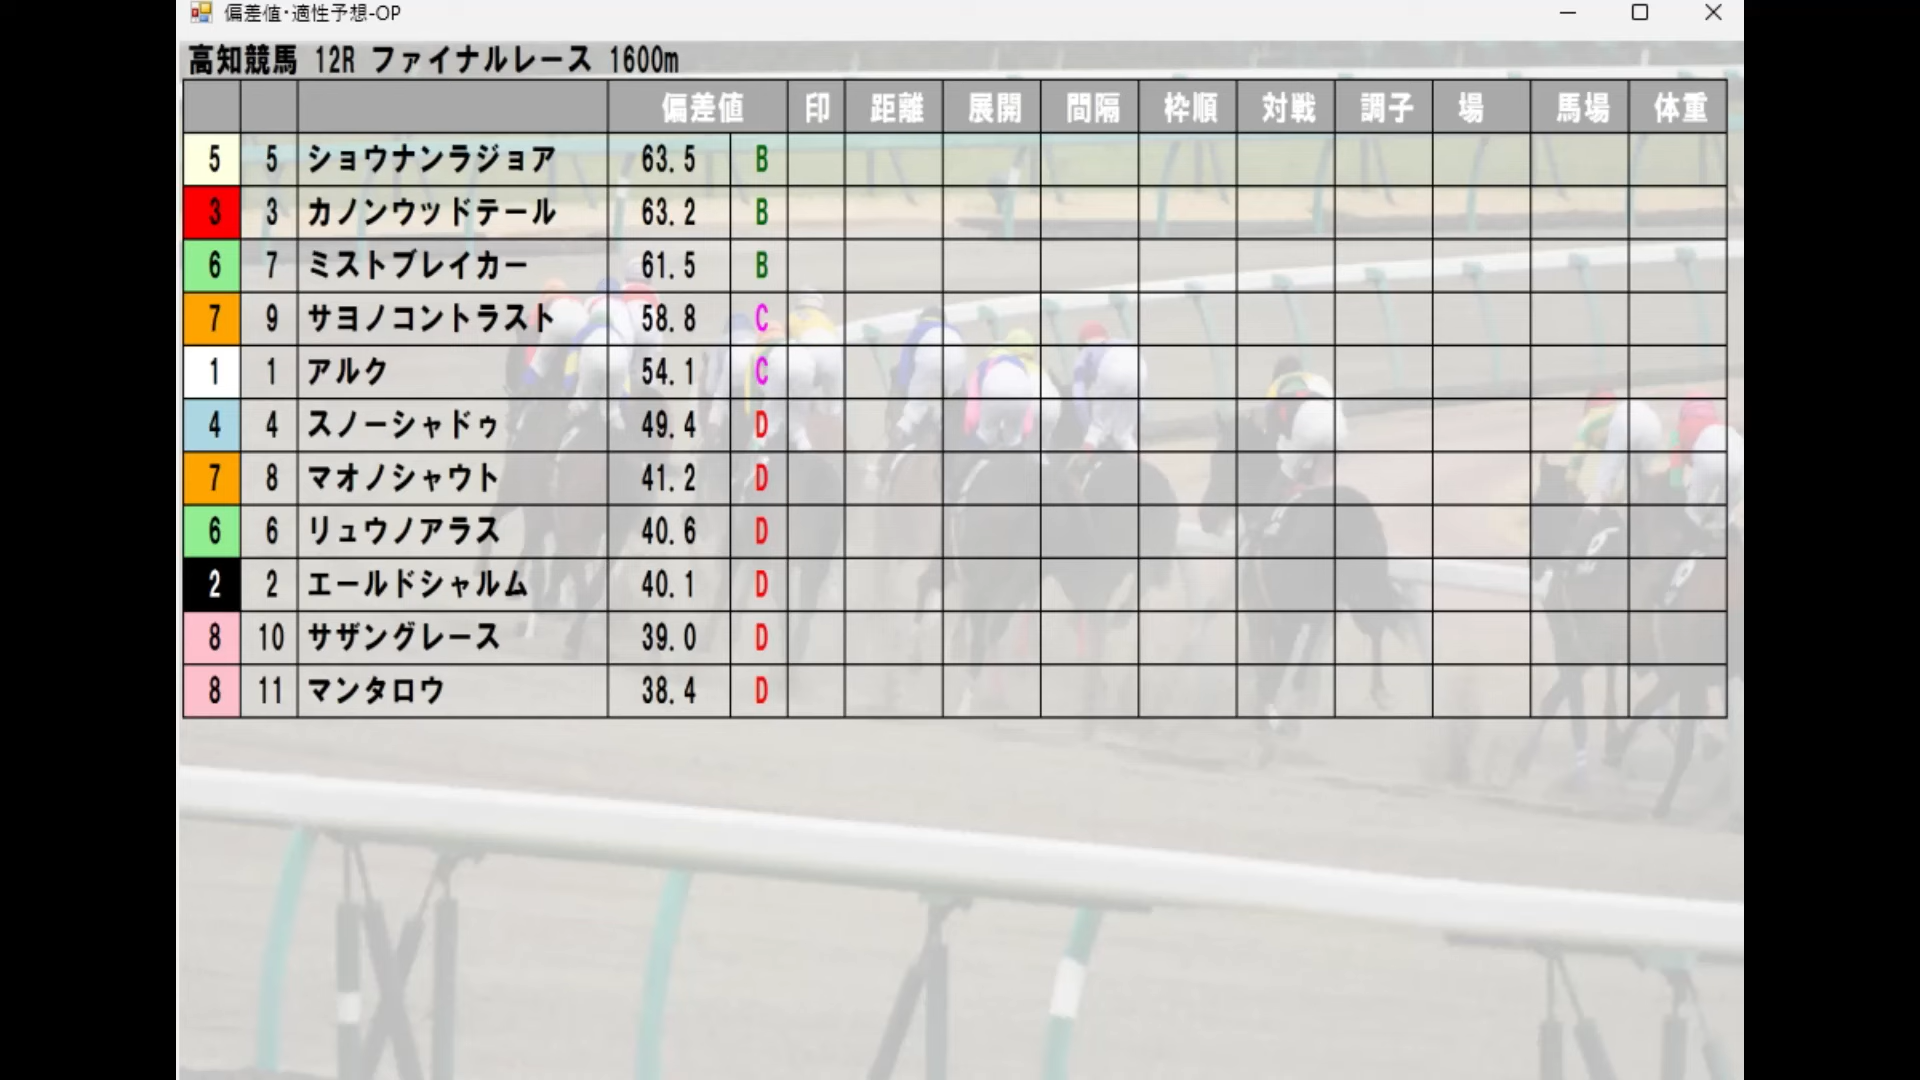 偏差値・適性予想-OP
高知競馬 12R ファイナルレース 1600m
偏差値 印 距離 展開 間隔 枠順 対戦 調子 場 馬場 体重
5 5 ショウナンラジョア 63.5 B
3 3 カノンウッドテール 63.2 B
6 7 ミストブレイカー 61.5 B
7 9 サヨノコントラスト 58.8 C
1 1 アルク 54.1 C
4 4 スノーシャドゥ 49.4 D
7 8 マオノシャウト 41.2 D
6 6 リュウノアラス 40.6 D
2 2 エールドシャルム 40.1 D
8 10 サザングレース 39.0 D
8 11 マンタロウ 38.4 D